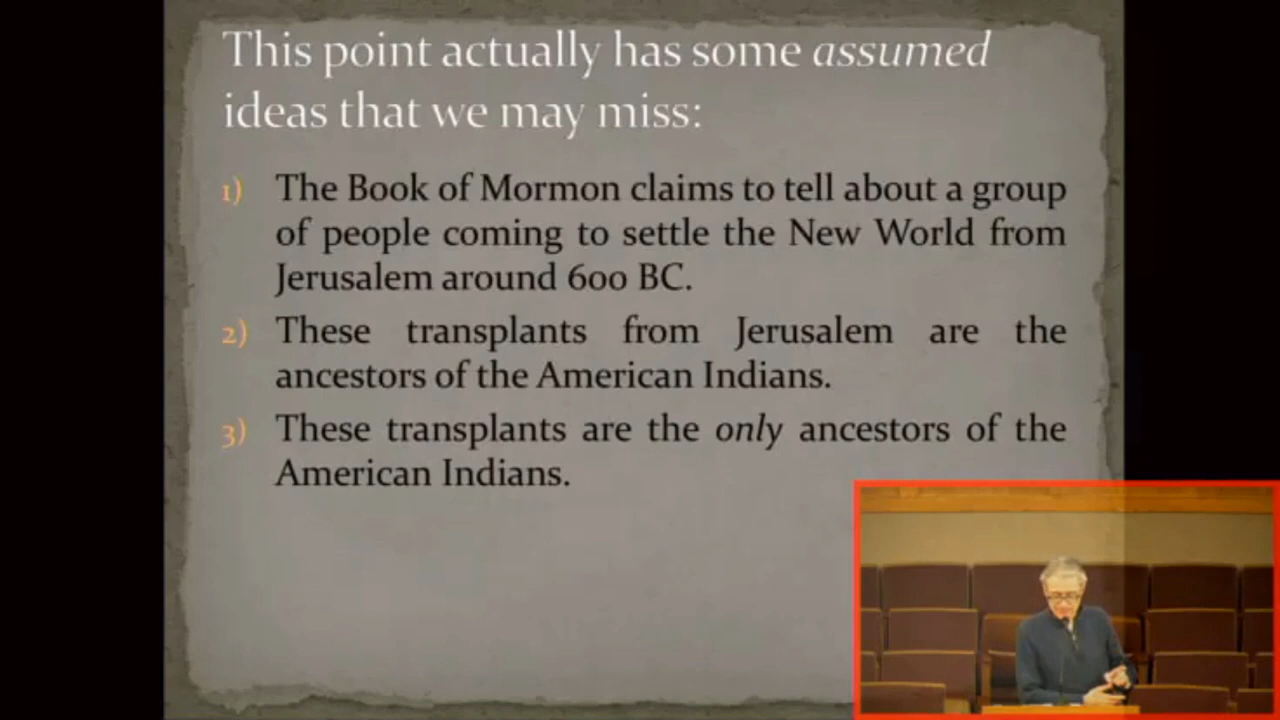 This point actually has some assumed
ideas that we may miss:
1) The Book of Mormon claims to tell about a group
of people coming to settle the New World from
Jerusalem around 600 BC.
2) These transplants from Jerusalem are the
ancestors of the American Indians.
3) These transplants are the only ancestors of the
American Indians.